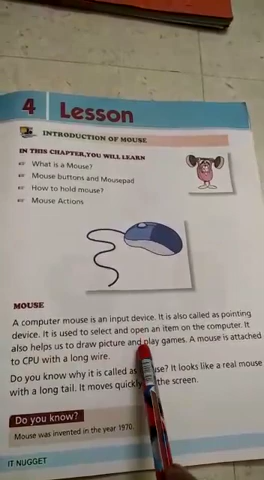 4 Lesson
INTRODUCTION OF MOUSE
IN THIS CHAPTER,YOU WILL LEARN
What is a Mouse?
Mouse buttons and Mousepad
How to hold mouse?
Mouse Actions
MOUSE
A computer mouse is an input device. It is also called as pointing
device. It is used to select and open an item on the computer. It
also helps us to draw picture and play games. A mouse is attached
to CPU with a long wire.
Do you know why it is called as ? It looks like a real mouse
with a long tail. It moves quickly the screen.
Do you know?
Mouse was invented in the year 1970.
IT NUGGET